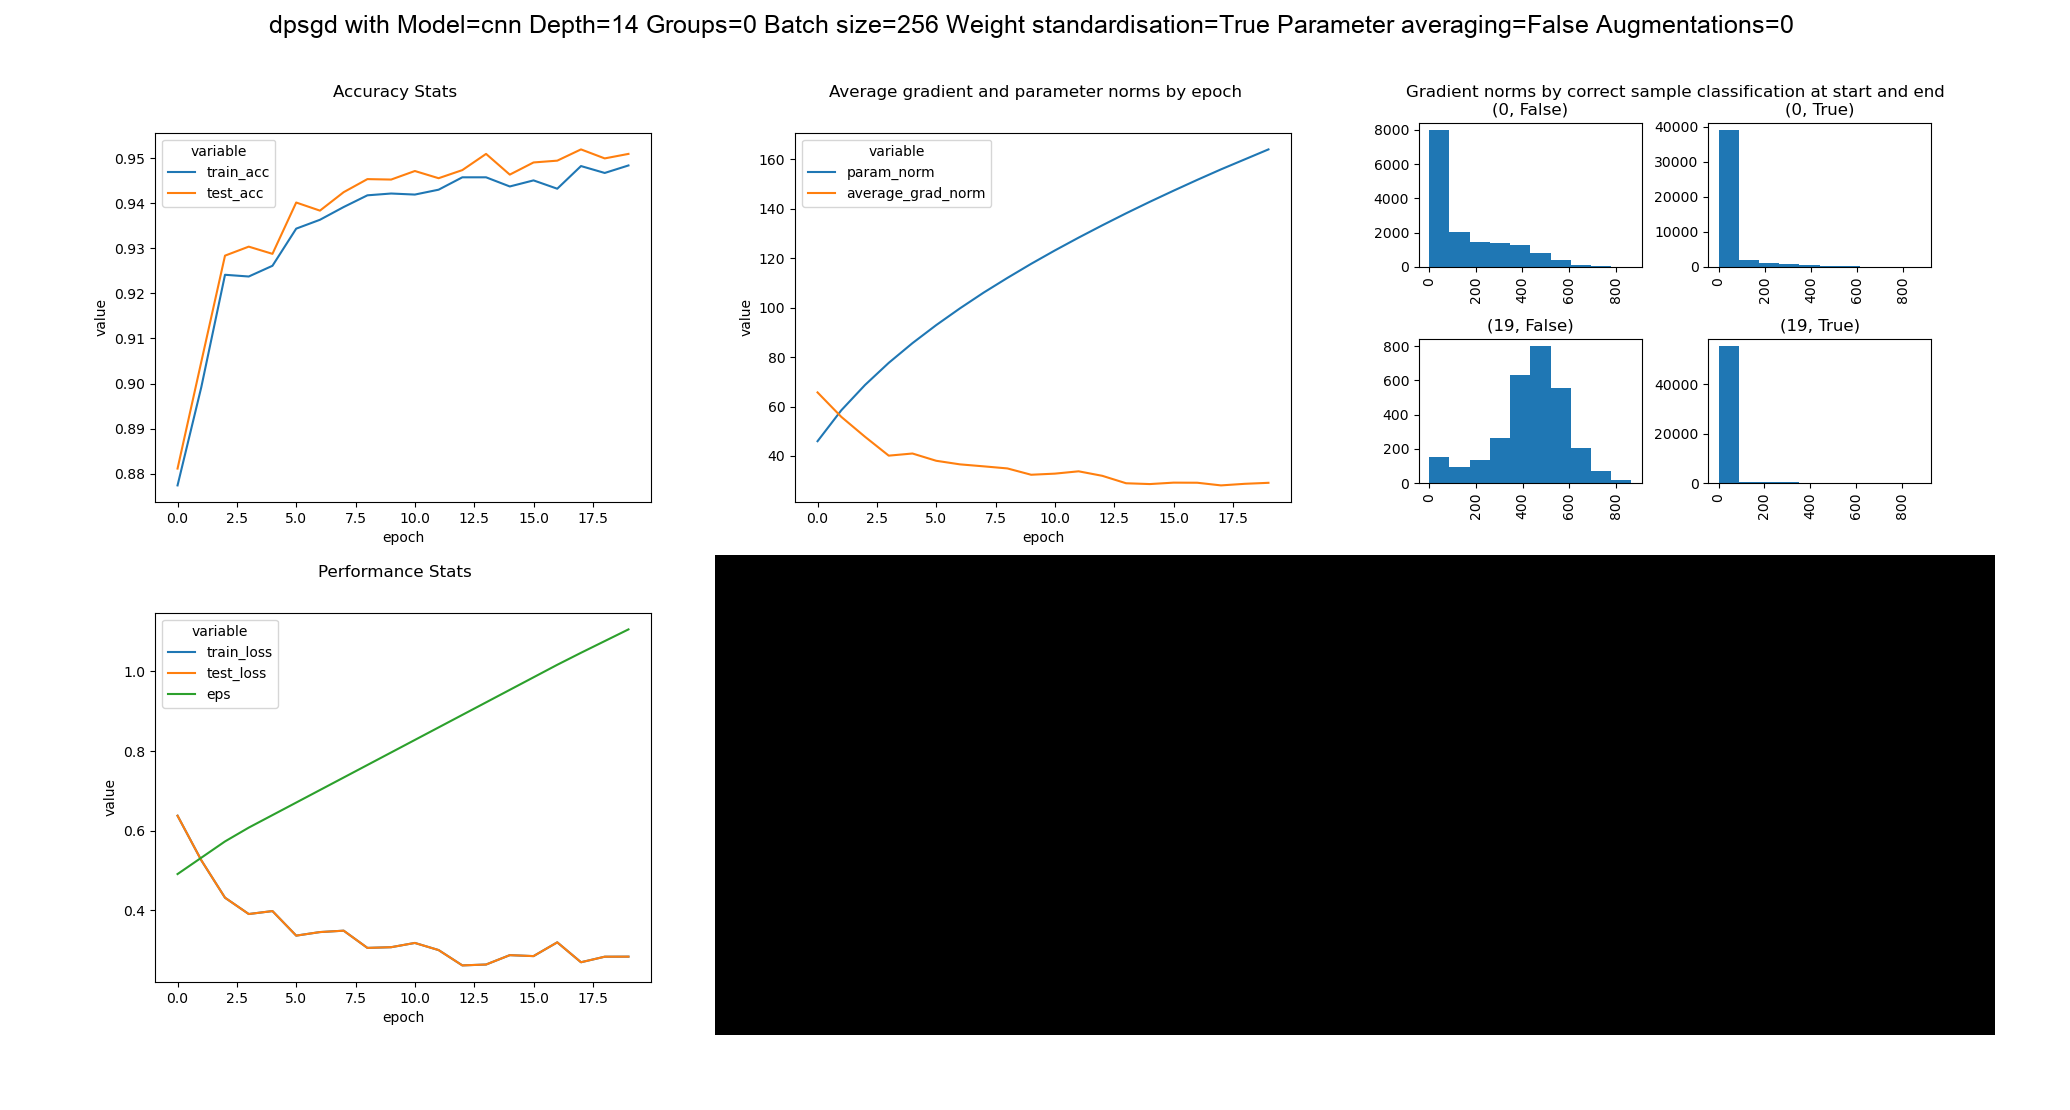 dpsgd with Model=cnn Depth=14 Groups=0 Batch size=256 Weight standardisation=True Parameter averaging=False Augmentations=0
Accuracy Stats
variable
train_acc
test_acc
0.95
0.94
0.93
0.92
0.91
0.90
0.89
0.88
value
0.0 2.5 5.0 7.5 10.0 12.5 15.0 17.5
epoch
Average gradient and parameter norms by epoch
variable
param_norm
average_grad_norm
160
140
120
100
80
60
40
value
0.0 2.5 5.0 7.5 10.0 12.5 15.0 17.5
epoch
Gradient norms by correct sample classification at start and end
(0, False)
8000
6000
4000
2000
0
0 200 400 600 800
(0, True)
40000
30000
20000
10000
0
0 200 400 600 800
(19, False)
800
600
400
200
0
0 200 400 600 800
(19, True)
40000
20000
0
0 200 400 600 800
Performance Stats
variable
train_loss
test_loss
eps
1.0
0.8
0.6
0.4
value
0.0 2.5 5.0 7.5 10.0 12.5 15.0 17.5
epoch